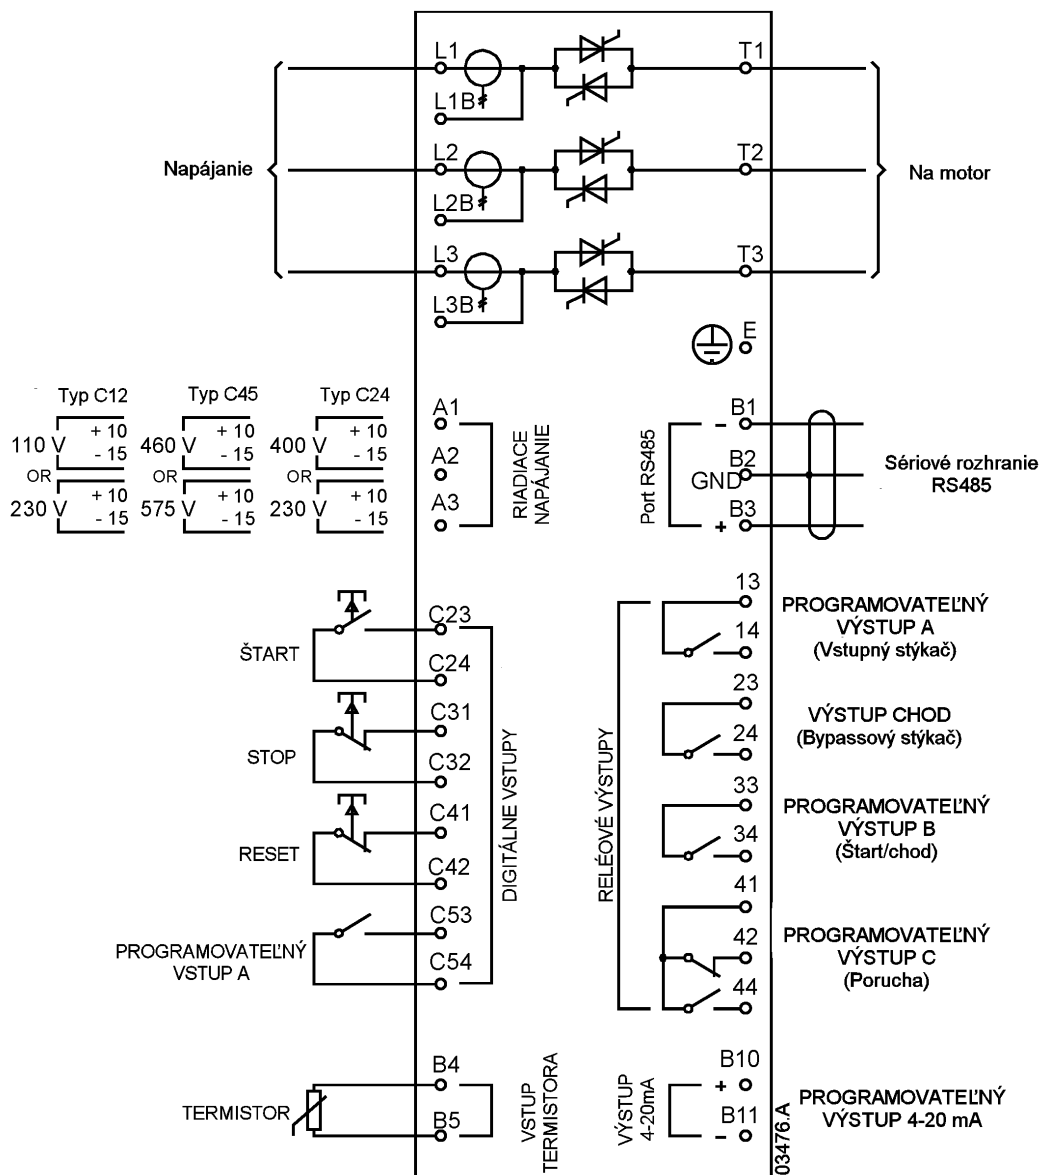 L1
T1
L1B
L2
T2
Napájanie
Na motor
L2B
L3
T3
L3B
E
Typ C12
Typ C45
Typ C24
110 V + 10 - 15
OR
230 V + 10 - 15
460 V + 10 - 15
OR
575 V + 10 - 15
400 V + 10 - 15
OR
230 V + 10 - 15
A1
A2
A3
RIADIACE
NAPÁJANIE
Port RS485
B1
-
B2
GND
B3
+
Sériové rozhranie
RS485
ŠTART
C23
C24
STOP
C31
C32
RESET
C41
C42
PROGRAMOVATEĽNÝ
VSTUP A
C53
C54
DIGITÁLNE VSTUPY
RELÉOVÉ VÝSTUPY
13
14
PROGRAMOVATEĽNÝ
VÝSTUP A
(Vstupný stýkač)
23
24
VÝSTUP CHOD
(Bypassový stýkač)
33
34
PROGRAMOVATEĽNÝ
VÝSTUP B
(Štart/chod)
41
42
44
PROGRAMOVATEĽNÝ
VÝSTUP C
(Porucha)
TERMISTOR
B4
B5
VSTUP
TERMISTORA
VÝSTUP
4-20mA
B10
+
B11
-
PROGRAMOVATEĽNÝ
VÝSTUP 4-20 mA
03476.A